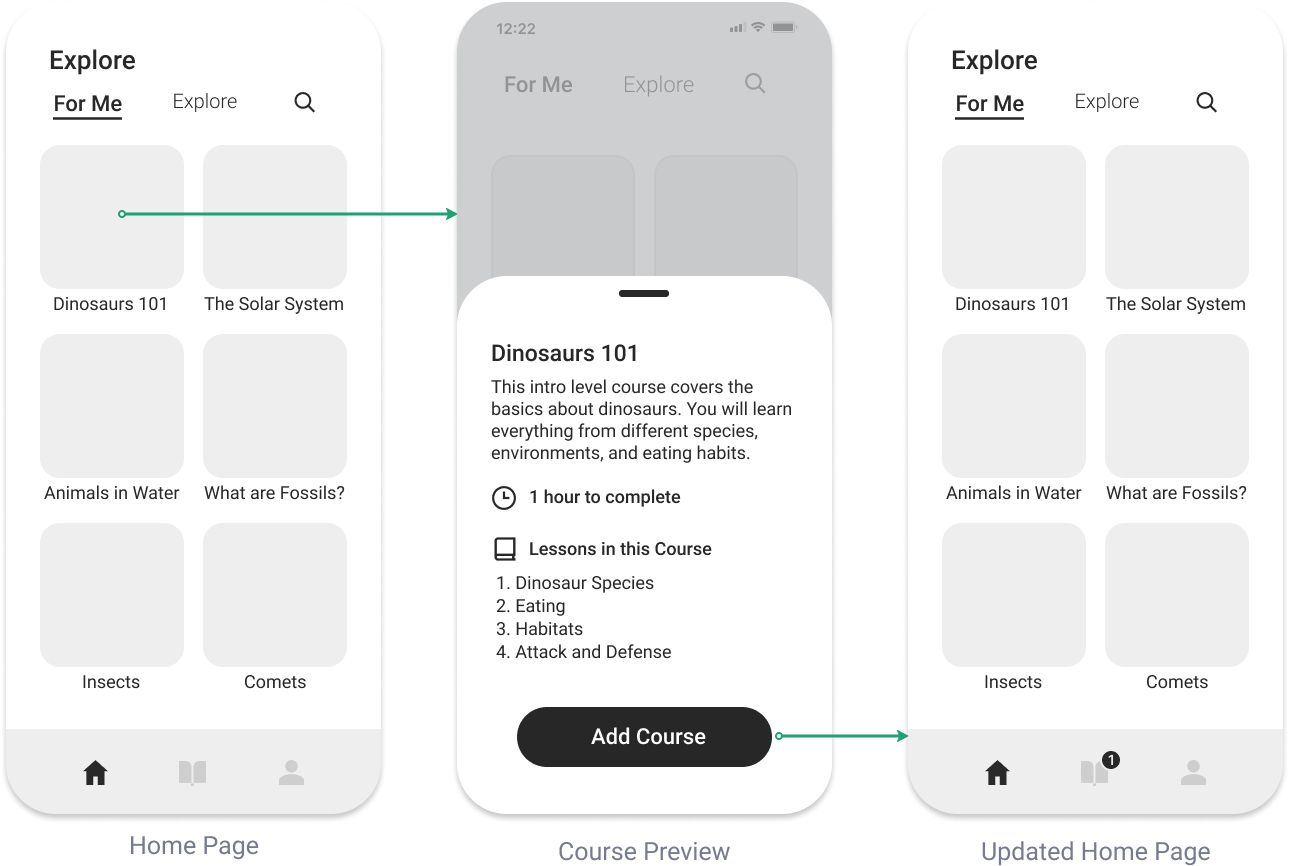 Explore
For Me
Explore
Dinosaurs 101
The Solar System
Animals in Water
What are Fossils?
Insects
Comets
Home Page
12:22
For Me
Explore
Dinosaurs 101
This intro level course covers the
basics about dinosaurs. You will learn
everything from different species,
environments, and eating habits.
1 hour to complete
Lessons in this Course
1. Dinosaur Species
2. Eating
3. Habitats
4. Attack and Defense
Add Course
Course Preview
Explore
For Me
Explore
Dinosaurs 101
The Solar System
Animals in Water
What are Fossils?
Insects
Comets
1
Updated Home Page